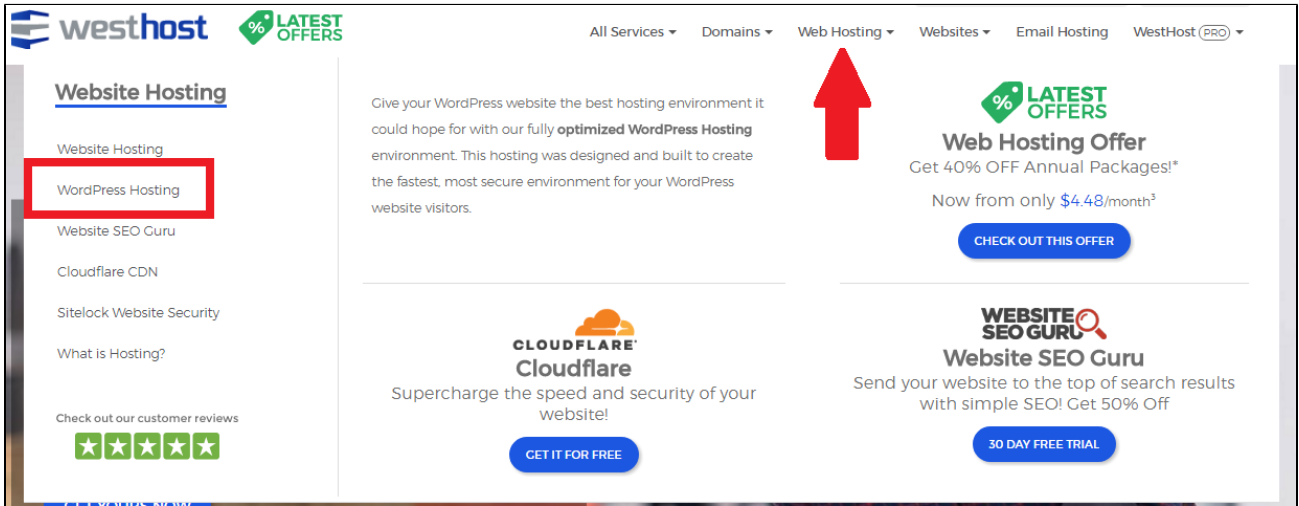 westhost
% LATEST
OFFERS
All Services
Domains
Web Hosting
Websites
Email Hosting
WestHost PRO
Website Hosting
Website Hosting
WordPress Hosting
Website SEO Guru
Cloudflare CDN
Sitelock Website Security
What is Hosting?
Check out our customer reviews
Give your WordPress website the best hosting environment it
could hope for with our fully optimized WordPress Hosting
environment. This hosting was designed and built to create
the fastest, most secure environment for your WordPress
website visitors.
% LATEST
OFFERS
Web Hosting Offer
Get 40% OFF Annual Packages!*
Now from only $4.48/month³
CHECK OUT THIS OFFER
CLOUDFLARE
Cloudflare
Supercharge the speed and security of your
website!
GET IT FOR FREE
WEBSITE
SEO GURU
Website SEO Guru
Send your website to the top of search results
with simple SEO! Get 50% Off
30 DAY FREE TRIAL